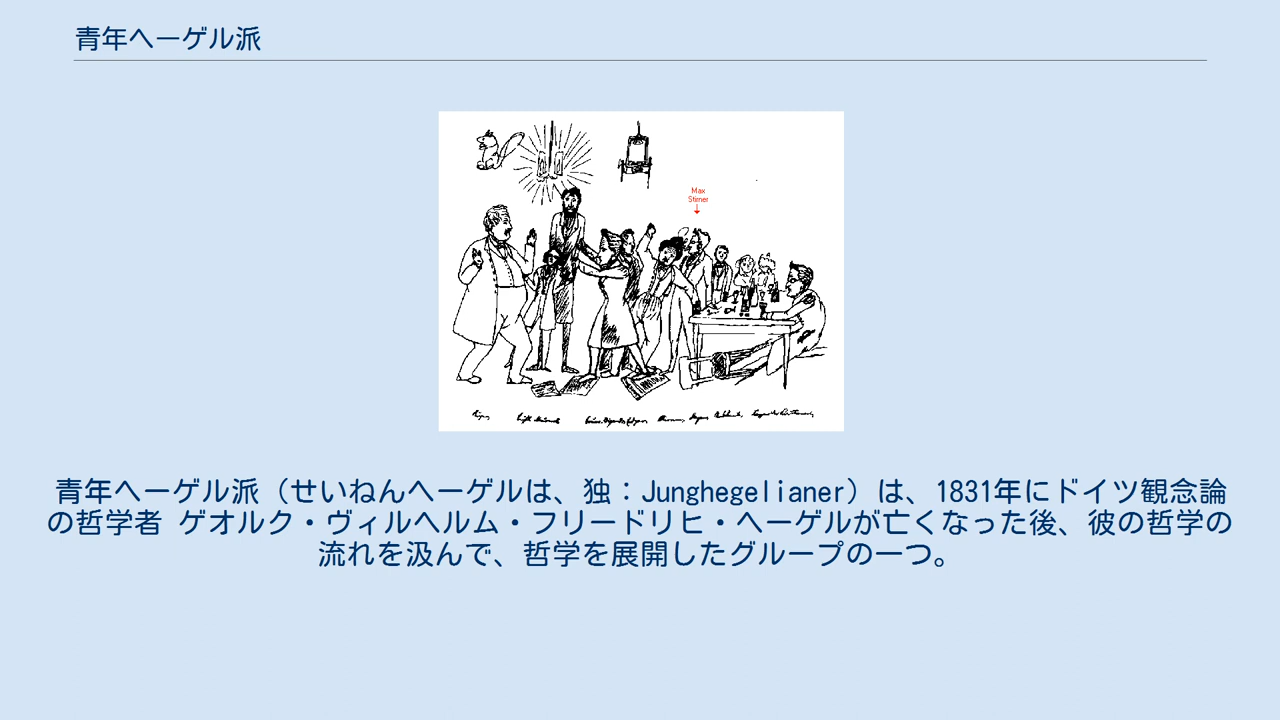 青年ヘーゲル派
Max
Stirner
青年ヘーゲル派（せいねんヘーゲルは、独：Junghegelianer）は、1831年にドイツ観念論
の哲学者 ゲオルク・ヴィルヘルム・フリードリヒ・ヘーゲルが亡くなった後、彼の哲学の
流れを汲んで、哲学を展開したグループの一つ。